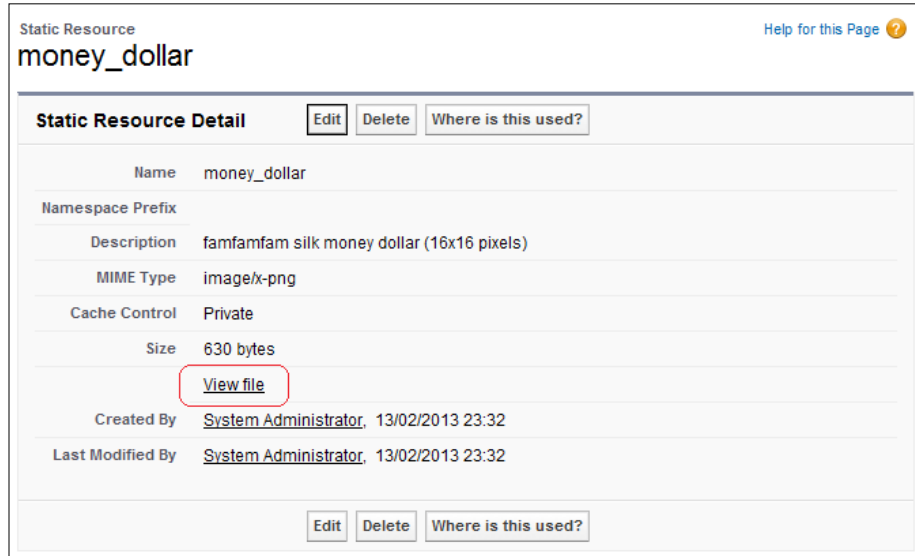 Static Resource
money_dollar
Help for this Page ?
Static Resource Detail Edit Delete Where is this used?
Name money_dollar
Namespace Prefix
Description famfamfam silk money dollar (16x16 pixels)
MIME Type image/x-png
Cache Control Private
Size 630 bytes
View file
Created By System Administrator, 13/02/2013 23:32
Last Modified By System Administrator, 13/02/2013 23:32
Edit Delete Where is this used?